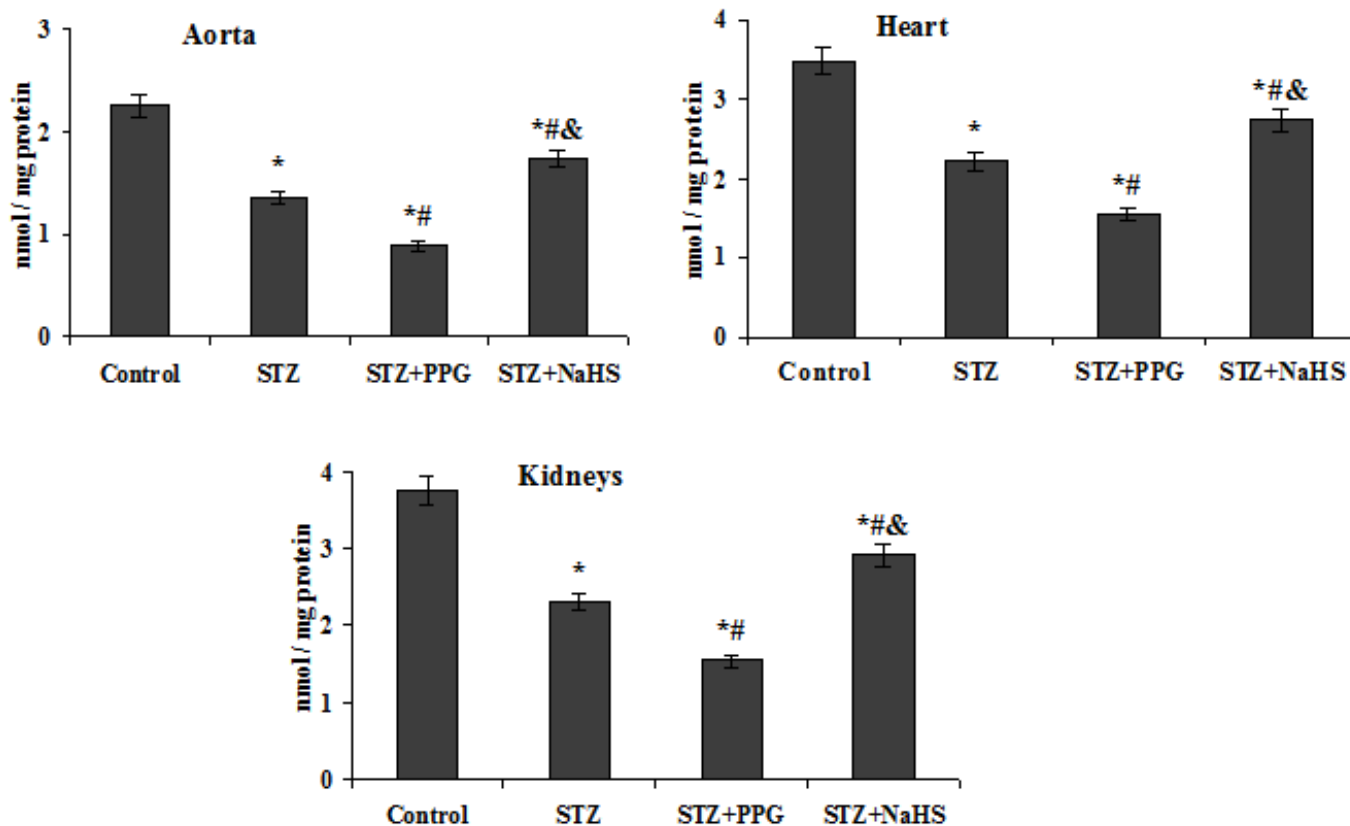 Aorta
nmol / mg protein
3
2
1
0
*
*#
*#&
Control STZ STZ+PPG STZ+NaHS
Heart
nmol / mg protein
4
3
2
1
0
*
*#
*#&
Control STZ STZ+PPG STZ+NaHS
Kidneys
nmol / mg protein
4
3
2
1
0
*
*#
*#&
Control STZ STZ+PPG STZ+NaHS